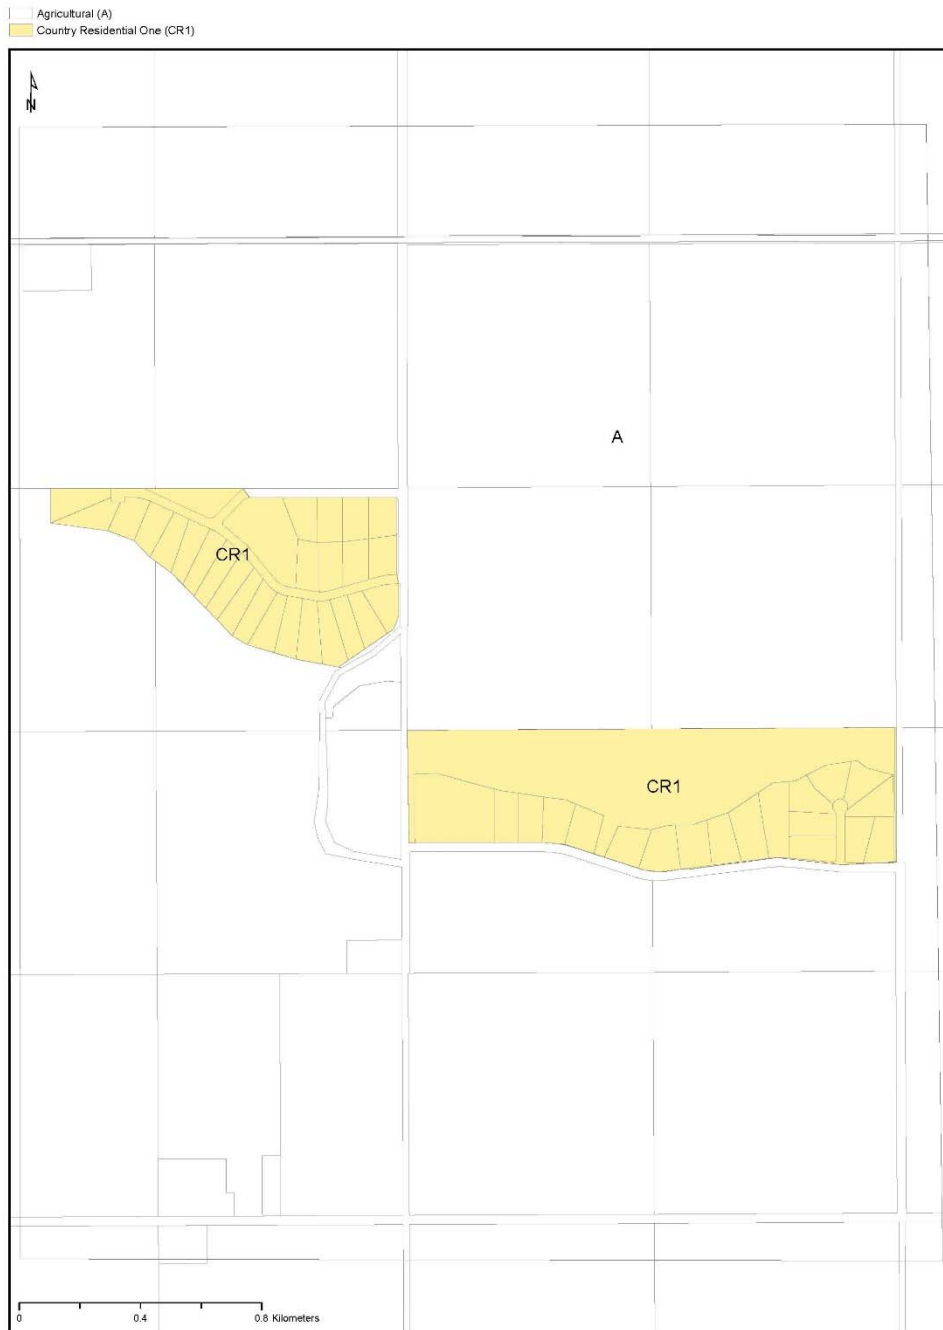 Agricultural (A)
Country Residential One (CR1)
N
A
CR1
CR1
0 0.4 0.8 Kilometers